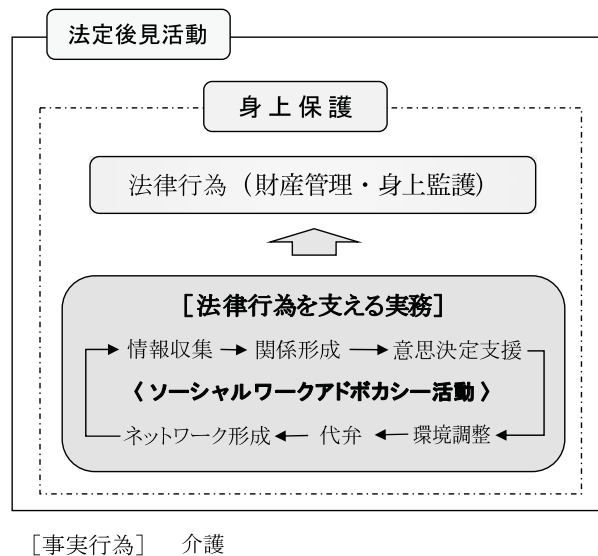 法定後見活動
身上保護
法律行為（財産管理・身上監護）
［法律行為を支える実務］
情報収集 関係形成 意思決定支援
〈 ソーシャルワークアドボカシー活動 〉
ネットワーク形成 代弁 環境調整
［事実行為］ 介護